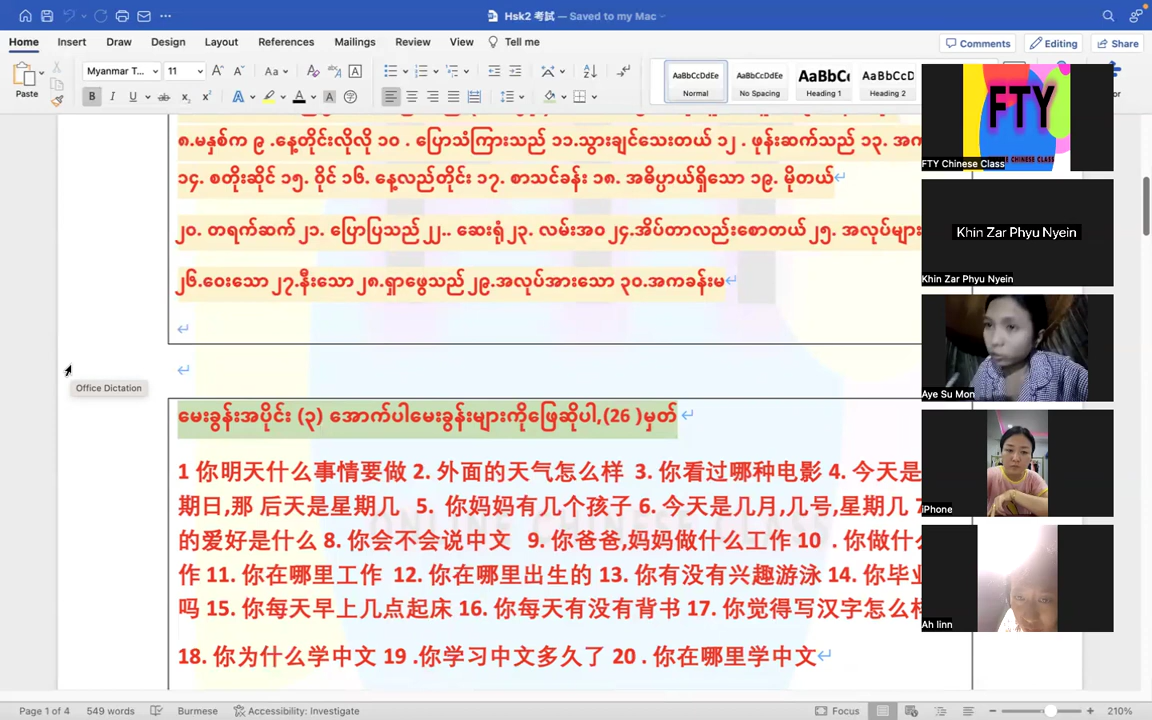 Hsk2 考試 — Saved to my Mac
Home Insert Draw Design Layout References Mailings Review View Tell me Comments Editing Share
Paste Myanmar T... 11 Aa AaBbCcDdEe AaBbCcDdEe AaBbC AaBbCcD
B I U ab x₂ x² A A A Normal No Spacing Heading 1 Heading 2
FTY
CHINESE CLASS
FTY Chinese Class
၈.မနှစ်က ၉ .နေ့တိုင်းလိုလို ၁၀ . ပြောသံကြားသည် ၁၁.သွားချင်သေးတယ် ၁၂ . ဖုန်းဆက်သည် ၁၃.
၁၄. စတိုးဆိုင် ၁၅. ဝိုင် ၁၆. နေ့လည်တိုင်း ၁၇. စာသင်ခန်း ၁၈. အဓိပ္ပာယ်ရှိသော ၁၉. မိုတယ်
၂၀. တရက်ဆက်၂၁. ပြောပြသည်၂၂.. ဆေးရုံ၂၃. လမ်းအဝ၂၄.အိပ်တာလည်းစောတယ်၂၅. အလုပ်များ
၂၆.ဝေးသော၂၇.နီးသော၂၈.ရှာဖွေသည်၂၉.အလုပ်အားသော ၃၀.အကခန်းမ
Khin Zar Phyu Nyein
Khin Zar Phyu Nyein
Office Dictation
Aye Su Mon
မေးခွန်းအပိုင်း (၃) အောက်ပါမေးခွန်းများကိုဖြေဆိုပါ,(26 )မှတ်
1 你明天什么事情要做 2. 外面的天气怎么样 3. 你看过哪种电影 4. 今天是
期日,那 后天是星期几 5. 你妈妈有几个孩子 6. 今天是几月,几号,星期几
的爱好是什么 8. 你会不会说中文 9. 你爸爸,妈妈做什么工作 10 . 你做什
作 11. 你在哪里工作 12. 你在哪里出生的 13. 你有没有兴趣游泳 14. 你毕
吗 15. 你每天早上几点起床 16. 你每天有没有背书 17. 你觉得写汉字怎么
18. 你为什么学中文 19 .你学习中文多久了 20 . 你在哪里学中文
ONLINE CHINESE CLASS
iPhone
Ah linn
Page 1 of 4 549 words Burmese Accessibility: Investigate Focus 210%